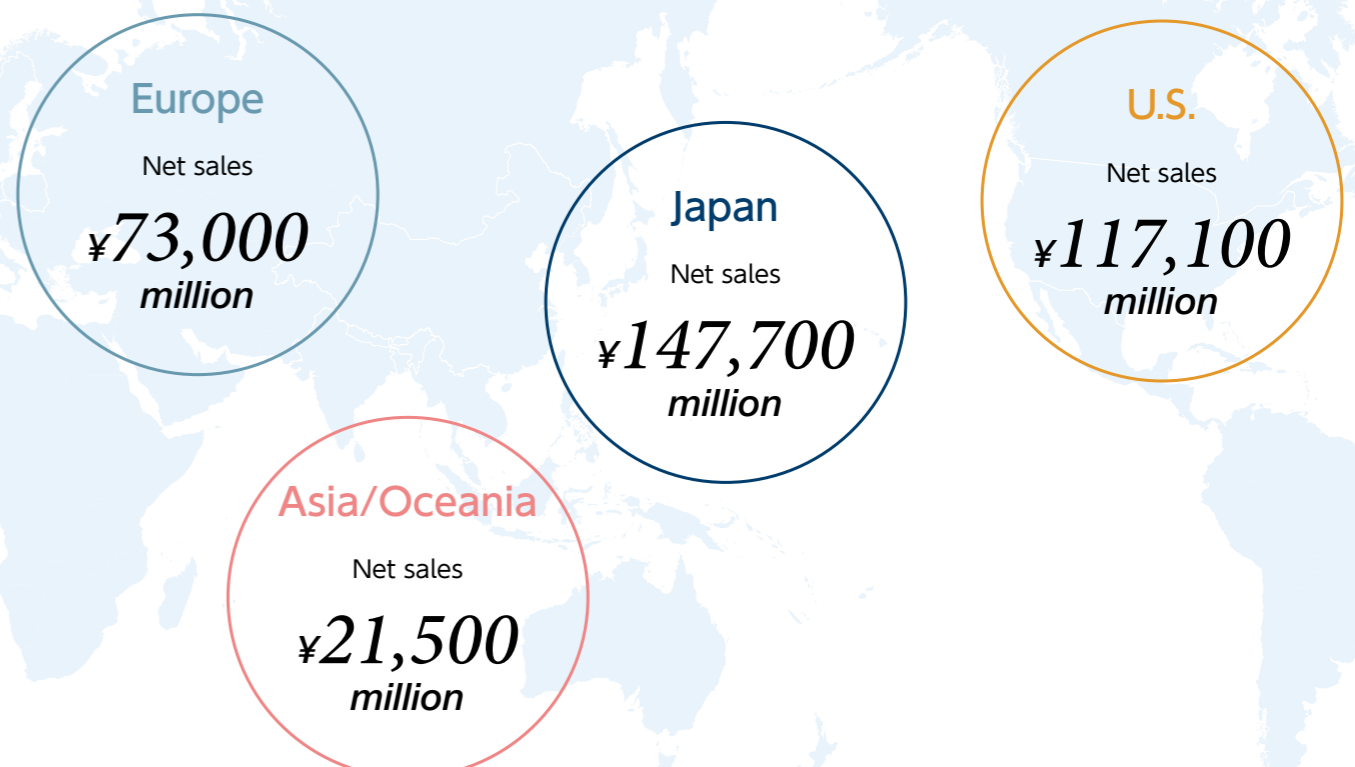 Europe
Net sales
¥73,000
million
Japan
Net sales
¥147,700
million
U.S.
Net sales
¥117,100
million
Asia/Oceania
Net sales
¥21,500
million